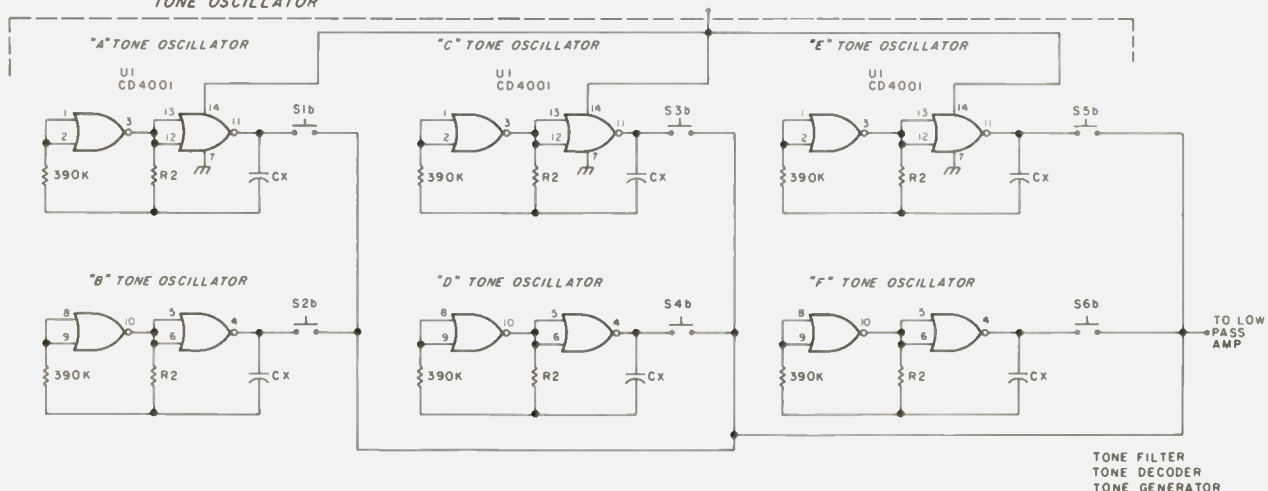 TONE OSCILLATOR
"A" TONE OSCILLATOR
"C" TONE OSCILLATOR
"E" TONE OSCILLATOR
U1
CD4001
1
2
3
13
12
14
11
7
S1b
390K
R2
CX
U1
CD4001
1
2
3
13
12
14
11
7
S3b
390K
R2
CX
U1
CD4001
1
2
3
13
12
14
11
7
S5b
390K
R2
CX
"B" TONE OSCILLATOR
"D" TONE OSCILLATOR
"F" TONE OSCILLATOR
8
9
10
5
6
4
S2b
390K
R2
CX
8
9
10
5
6
4
S4b
390K
R2
CX
8
9
10
5
6
4
S6b
390K
R2
CX
TO LOW
PASS
AMP
TONE FILTER
TONE DECODER
TONE GENERATOR